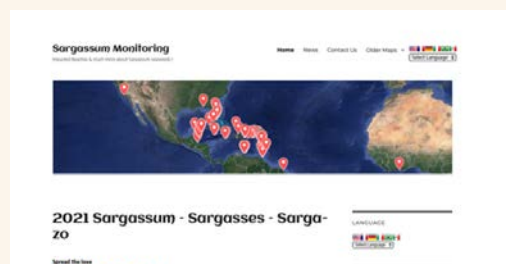 Sargassum Monitoring
Home News Contact Us Older Maps
Select Language
2021 Sargassum - Sargasses - Sarga-
zo
LANGUAGE
Select Language
Spread the love